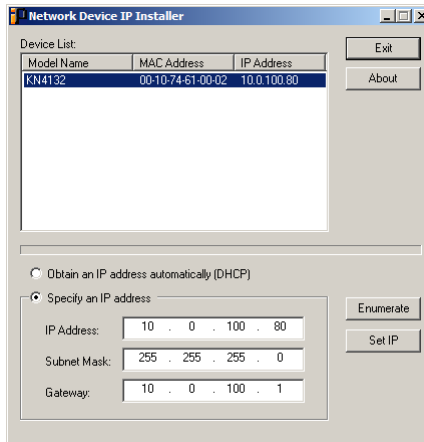 Network Device IP Installer
Device List:
Exit
Model Name MAC Address IP Address
KN4132 00-10-74-61-00-02 10.0.100.80
About
Obtain an IP address automatically (DHCP)
Specify an IP address
IP Address: 10 . 0 . 100 . 80
Enumerate
Subnet Mask: 255 . 255 . 255 . 0
Set IP
Gateway: 10 . 0 . 100 . 1